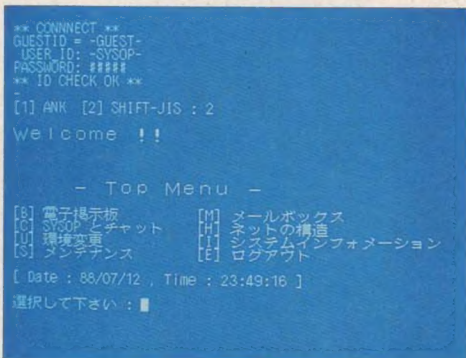 ** CONNNECT **
GUESTID = -GUEST-
USER ID: -SYSOP-
PASSWORD: #####
** ID CHECK OK **
-
[1] ANK [2] SHIFT-JIS : 2
Welcome !!
- Top Menu -
[B] 電子掲示板 [M] メールボックス
[C] SYSOP とチャット [H] ネットの構造
[U] 環境変更 [I] システムインフォメーション
[S] メンテナンス [E] ログアウト
[ Date : 88/07/12 , Time : 23:49:16 ]
選択して下さい :